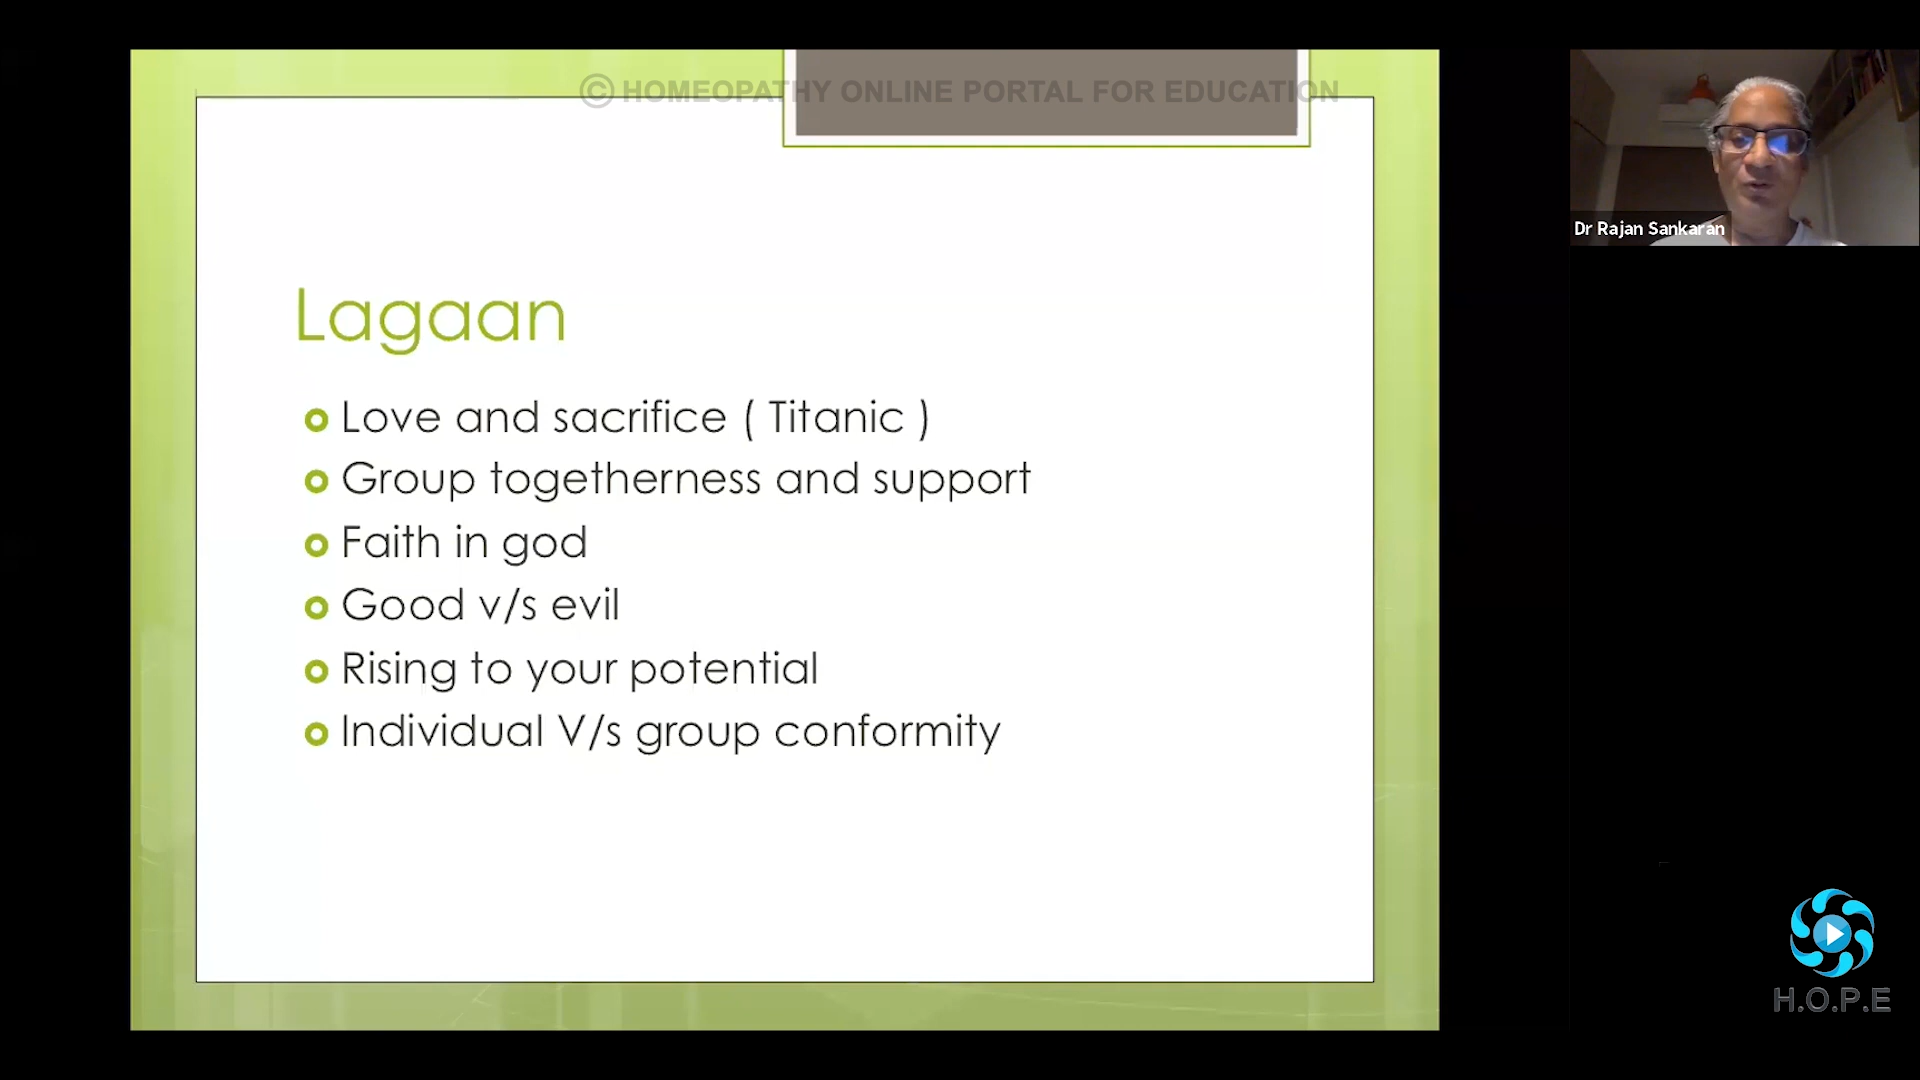 © HOMEOPATHY ONLINE PORTAL FOR EDUCATION
Dr Rajan Sankaran
Lagaan
Love and sacrifice ( Titanic )
Group togetherness and support
Faith in god
Good v/s evil
Rising to your potential
Individual V/s group conformity
H.O.P.E